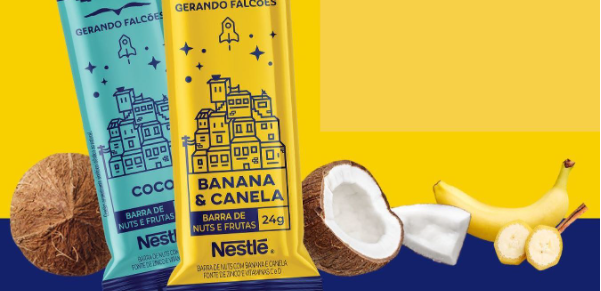 GERANDO FALCÕES
COCO
BARRA DE
NUTS E FRUTAS
Nestlé
GERANDO FALCÕES
BANANA
& CANELA
BARRA DE
NUTS E FRUTAS
24g
Nestlé
BARRA DE NUTS COM BANANA E CANELA
FONTE DE ZINCO E VITAMINAS C e D